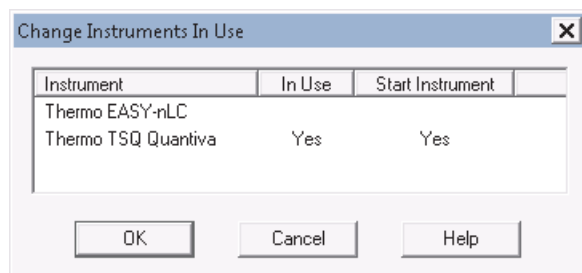 Change Instruments In Use
Instrument In Use Start Instrument
Thermo EASY-nLC
Thermo TSQ Quantiva Yes Yes
OK Cancel Help